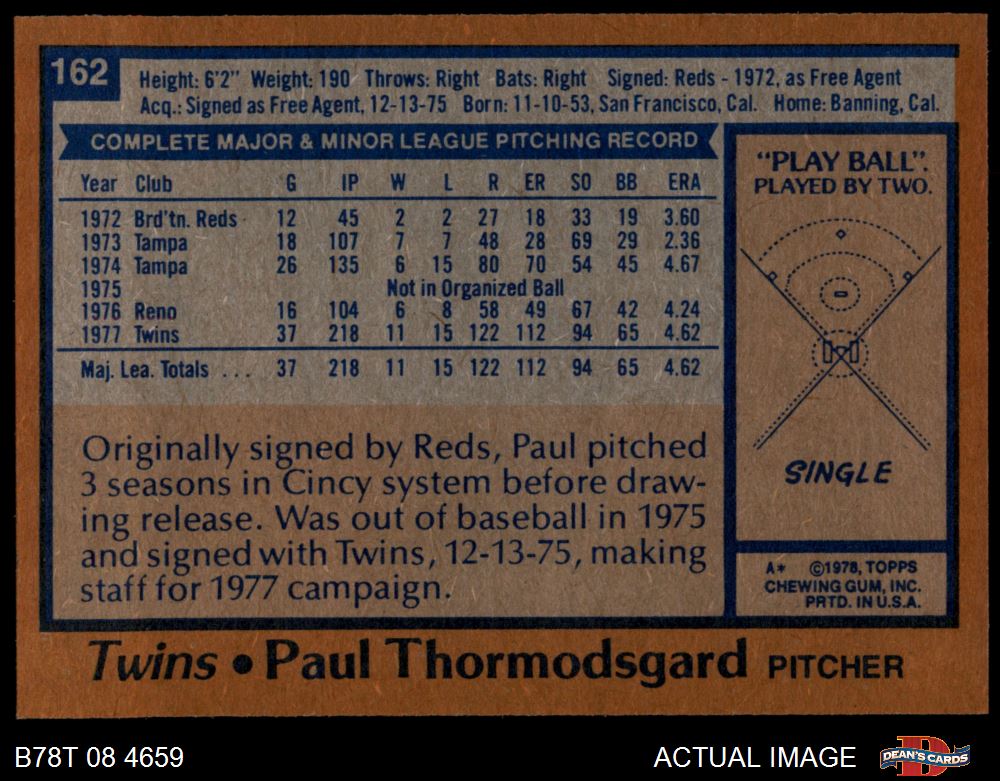 162
Height: 6'2" Weight: 190 Throws: Right Bats: Right Signed: Reds - 1972, as Free Agent
Acq.: Signed as Free Agent, 12-13-75 Born: 11-10-53, San Francisco, Cal. Home: Banning, Cal.
COMPLETE MAJOR & MINOR LEAGUE PITCHING RECORD
Year Club G IP W L R ER SO BB ERA
1972 Brd'tn. Reds 12 45 2 2 27 18 33 19 3.60
1973 Tampa 18 107 7 7 48 28 69 29 2.36
1974 Tampa 26 135 6 15 80 70 54 45 4.67
1975 Not in Organized Ball
1976 Reno 16 104 6 8 58 49 67 42 4.24
1977 Twins 37 218 11 15 122 112 94 65 4.62
Maj. Lea. Totals ... 37 218 11 15 122 112 94 65 4.62
Originally signed by Reds, Paul pitched
3 seasons in Cincy system before draw-
ing release. Was out of baseball in 1975
and signed with Twins, 12-13-75, making
staff for 1977 campaign.
"PLAY BALL".
PLAYED BY TWO.
SINGLE
A* ©1978, TOPPS
CHEWING GUM, INC.
PRTD. IN U.S.A.
Twins • Paul Thormodsgard PITCHER
B78T 08 4659
ACTUAL IMAGE
DEAN'S CARDS